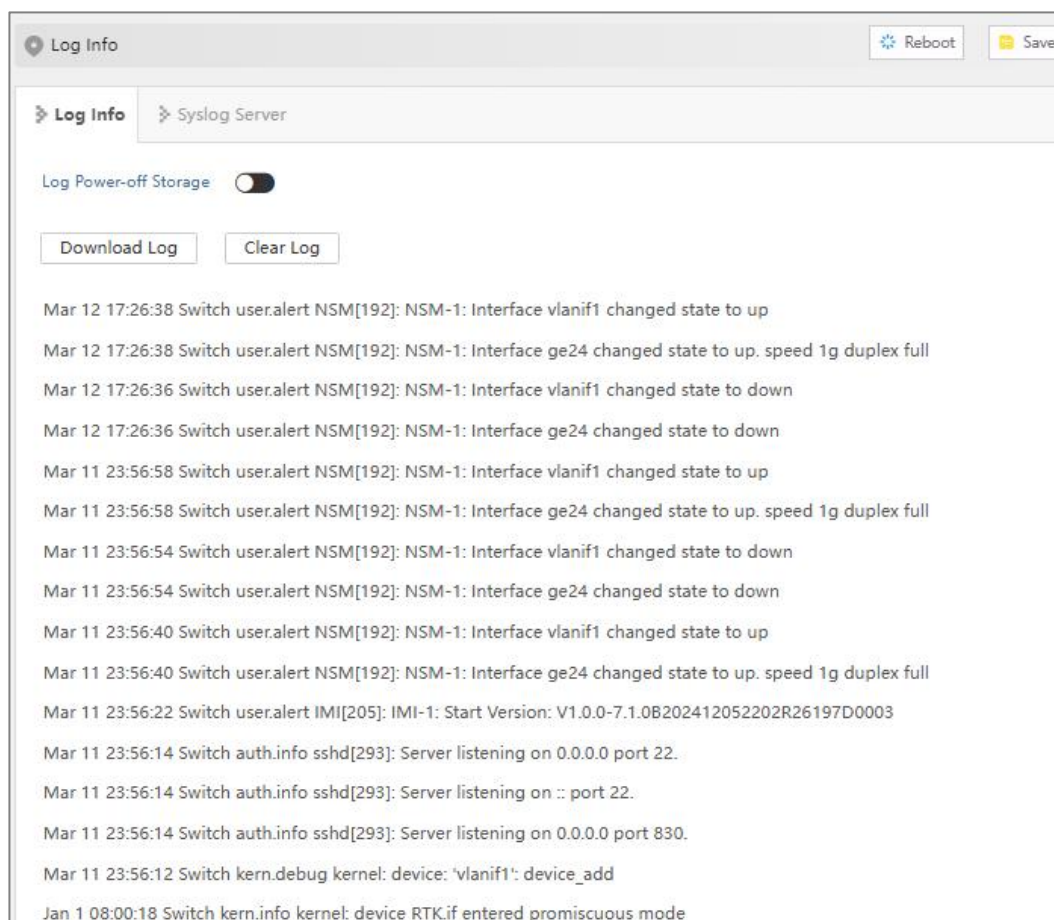 Log Info
Reboot
Save
Log Info
Syslog Server
Log Power-off Storage
Download Log
Clear Log
Mar 12 17:26:38 Switch user.alert NSM[192]: NSM-1: Interface vlanif1 changed state to up
Mar 12 17:26:38 Switch user.alert NSM[192]: NSM-1: Interface ge24 changed state to up. speed 1g duplex full
Mar 12 17:26:36 Switch user.alert NSM[192]: NSM-1: Interface vlanif1 changed state to down
Mar 12 17:26:36 Switch user.alert NSM[192]: NSM-1: Interface ge24 changed state to down
Mar 11 23:56:58 Switch user.alert NSM[192]: NSM-1: Interface vlanif1 changed state to up
Mar 11 23:56:58 Switch user.alert NSM[192]: NSM-1: Interface ge24 changed state to up. speed 1g duplex full
Mar 11 23:56:54 Switch user.alert NSM[192]: NSM-1: Interface vlanif1 changed state to down
Mar 11 23:56:54 Switch user.alert NSM[192]: NSM-1: Interface ge24 changed state to down
Mar 11 23:56:40 Switch user.alert NSM[192]: NSM-1: Interface vlanif1 changed state to up
Mar 11 23:56:40 Switch user.alert NSM[192]: NSM-1: Interface ge24 changed state to up. speed 1g duplex full
Mar 11 23:56:22 Switch user.alert IMI[205]: IMI-1: Start Version: V1.0.0-7.1.0B202412052202R26197D0003
Mar 11 23:56:14 Switch auth.info sshd[293]: Server listening on 0.0.0.0 port 22.
Mar 11 23:56:14 Switch auth.info sshd[293]: Server listening on :: port 22.
Mar 11 23:56:14 Switch auth.info sshd[293]: Server listening on 0.0.0.0 port 830.
Mar 11 23:56:12 Switch kern.debug kernel: device: 'vlanif1': device_add
Jan 1 08:00:18 Switch kern.info kernel: device RTK.if entered promiscuous mode